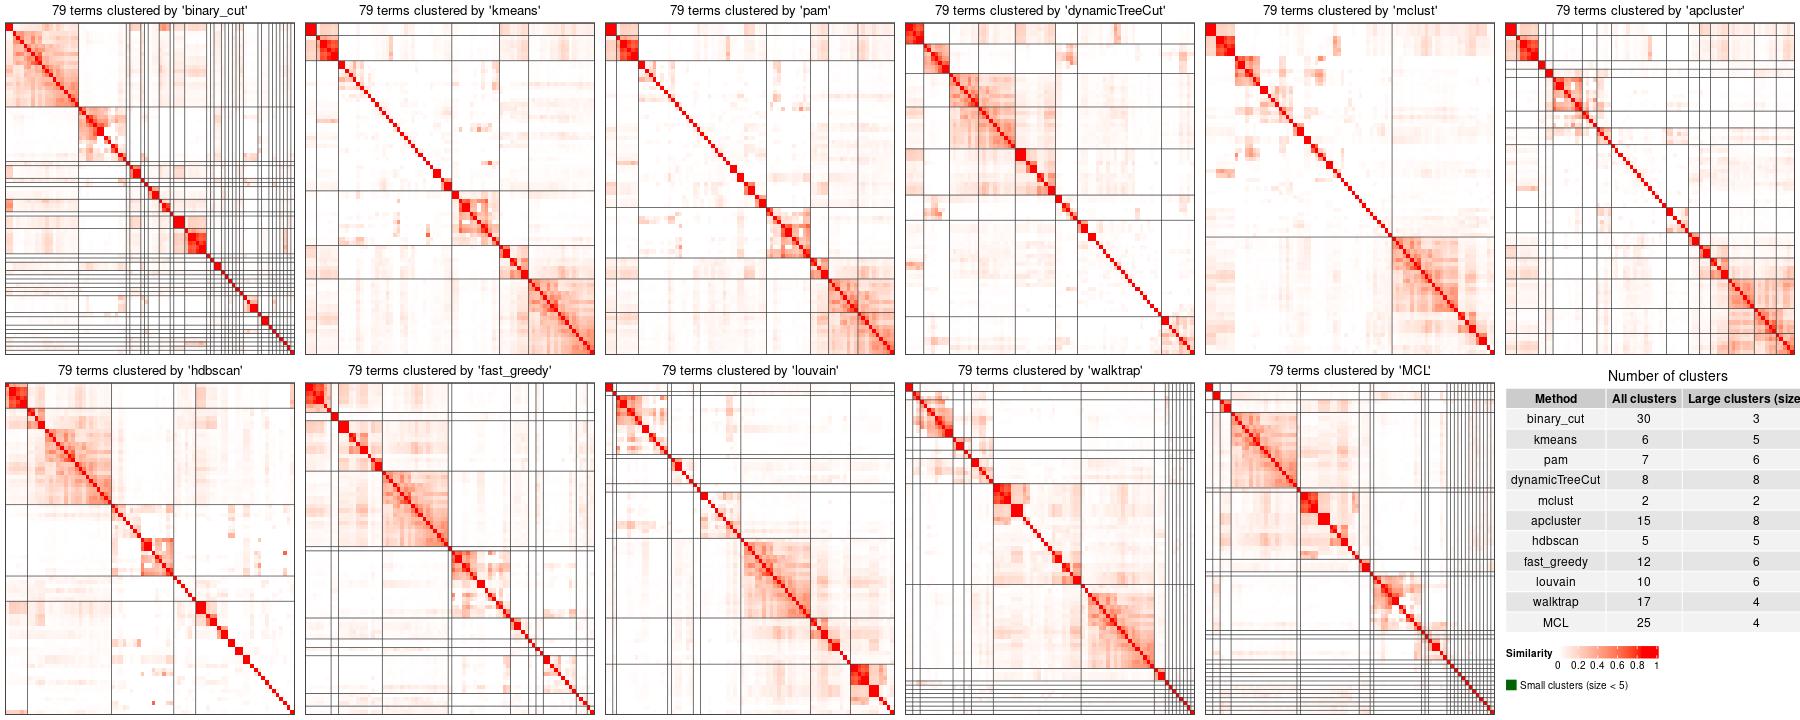 79 terms clustered by 'binary_cut'
79 terms clustered by 'kmeans'
79 terms clustered by 'pam'
79 terms clustered by 'dynamicTreeCut'
79 terms clustered by 'mclust'
79 terms clustered by 'apcluster'
79 terms clustered by 'hdbscan'
79 terms clustered by 'fast_greedy'
79 terms clustered by 'louvain'
79 terms clustered by 'walktrap'
79 terms clustered by 'MCL'
Number of clusters
Method All clusters Large clusters (size
binary_cut 30 3
kmeans 6 5
pam 7 6
dynamicTreeCut 8 8
mclust 2 2
apcluster 15 8
hdbscan 5 5
fast_greedy 12 6
louvain 10 6
walktrap 17 4
MCL 25 4
Similarity
0 0.2 0.4 0.6 0.8 1
Small clusters (size < 5)